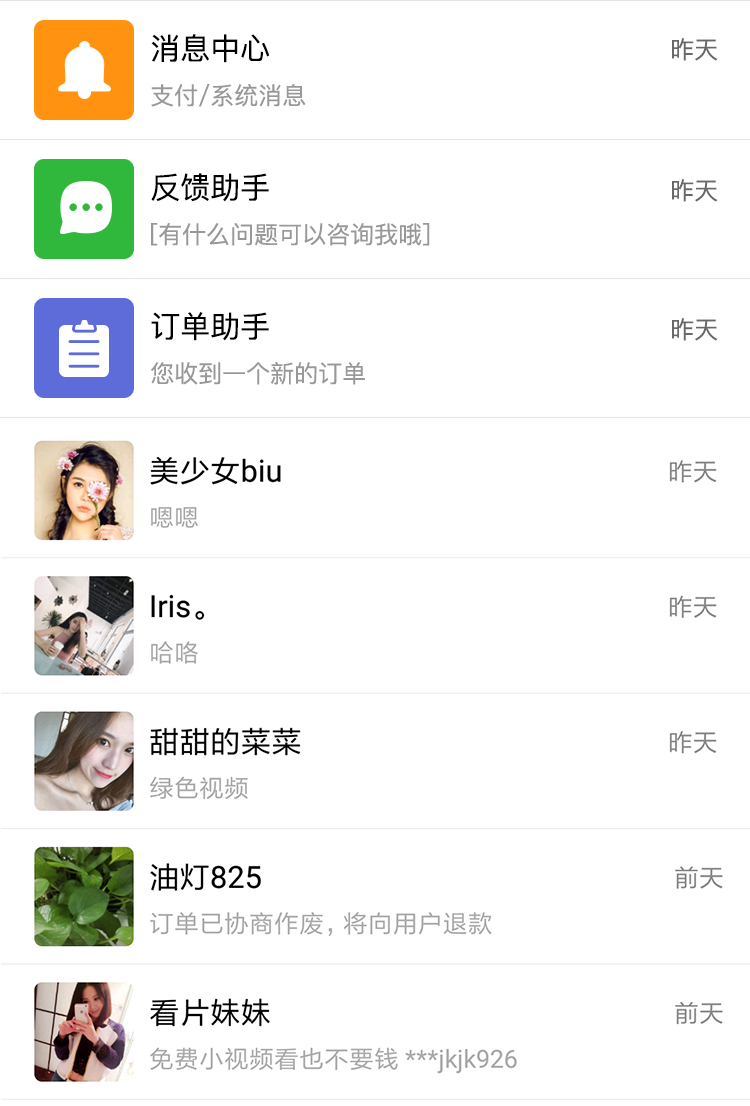 消息中心
昨天
支付/系统消息
反馈助手
昨天
[有什么问题可以咨询我哦]
订单助手
昨天
您收到一个新的订单
美少女biu
昨天
嗯嗯
Iris。
昨天
哈咯
甜甜的菜菜
昨天
绿色视频
油灯825
前天
订单已协商作废，将向用户退款
看片妹妹
前天
免费小视频看也不要钱 ***jkjk926